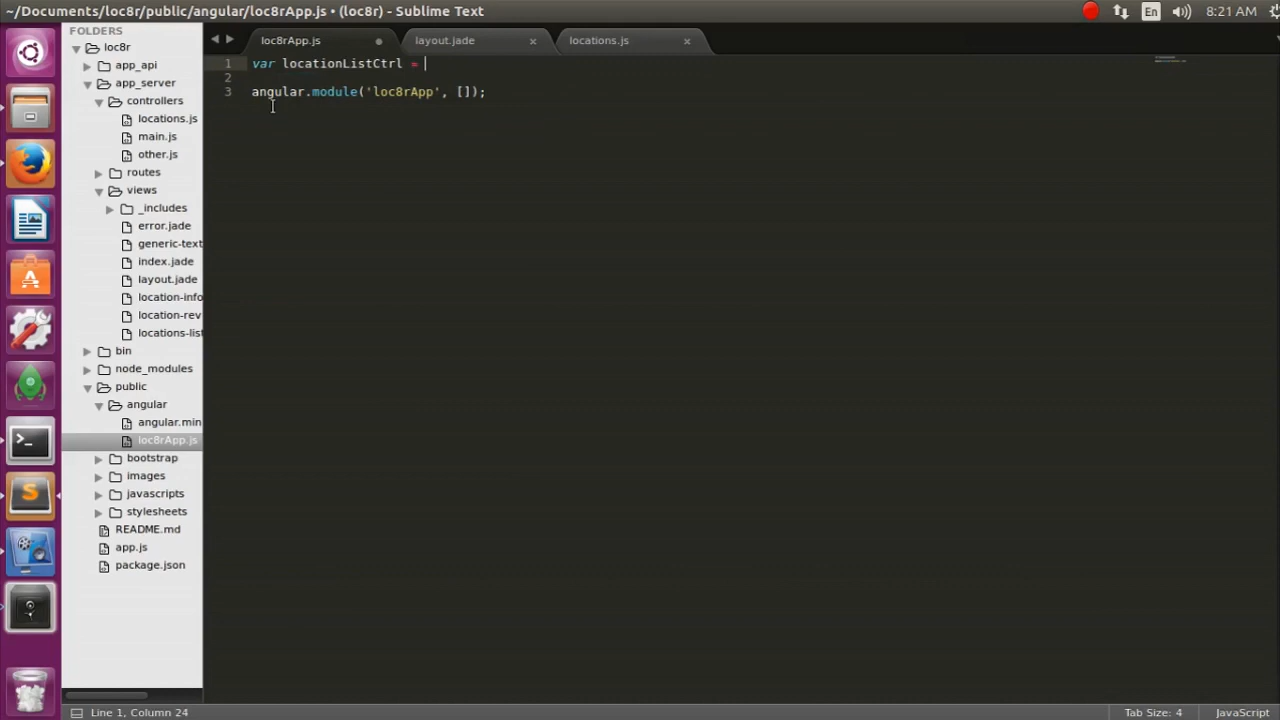 ~/Documents/loc8r/public/angular/loc8rApp.js • (loc8r) - Sublime Text
En
8:21 AM
FOLDERS
loc8r
app_api
app_server
controllers
locations.js
main.js
other.js
routes
views
_includes
error.jade
generic-text
index.jade
layout.jade
location-info
location-rev
locations-list
bin
node_modules
public
angular
angular.min
loc8rApp.js
bootstrap
images
javascripts
stylesheets
README.md
app.js
package.json
loc8rApp.js
layout.jade
locations.js
1 var locationListCtrl =
2
3 angular.module('loc8rApp', []);
Line 1, Column 24
Tab Size: 4
JavaScript